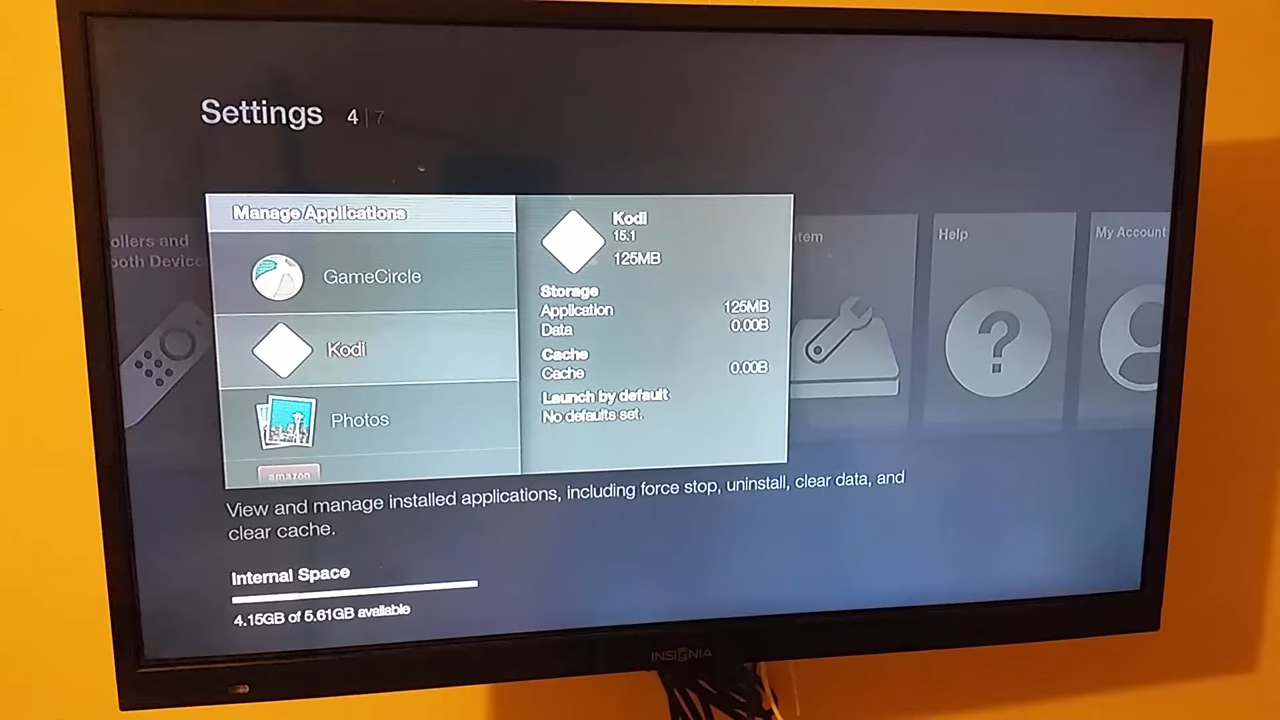 Settings 4|7
Manage Applications
GameCircle
Kodi
Photos
amazon
Kodi
15.1
125MB
Storage
Application 125MB
Data 0.00B
Cache
Cache 0.00B
Launch by default
No defaults set.
ollers and
ooth Device
tem
Help
My Account
View and manage installed applications, including force stop, uninstall, clear data, and
clear cache.
Internal Space
4.15GB of 5.61GB available
INSIGNIA